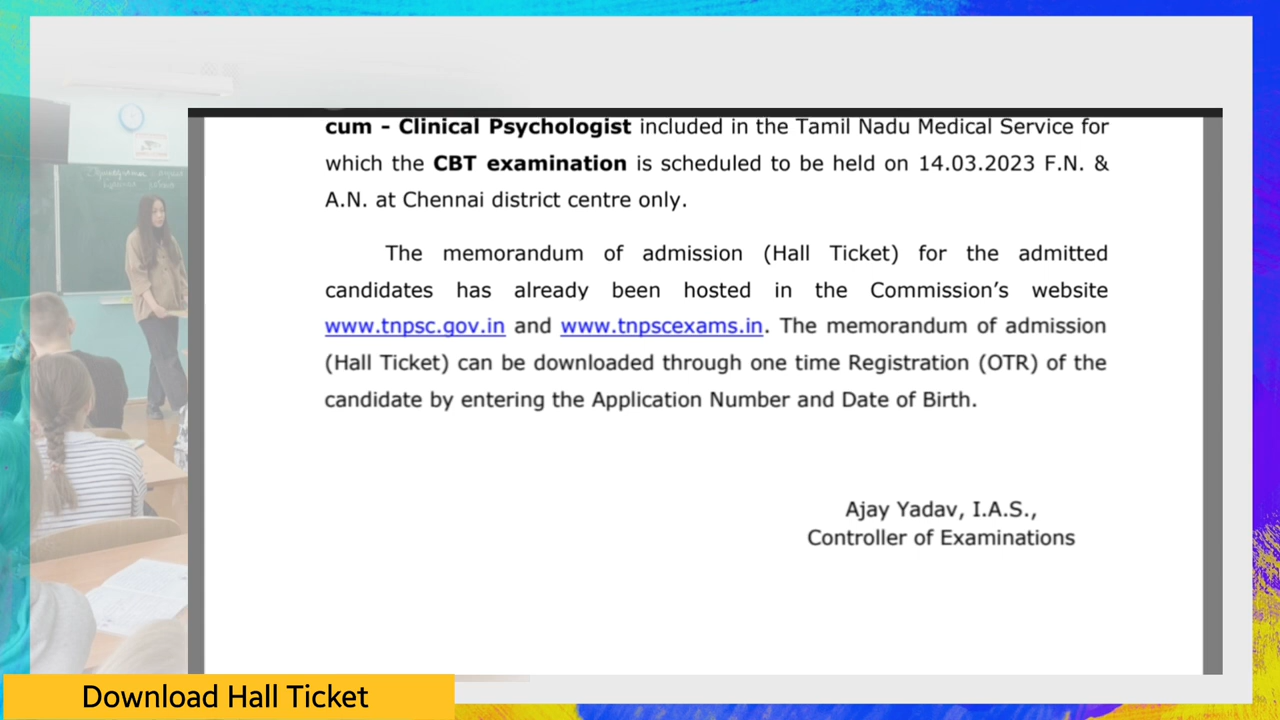 cum - Clinical Psychologist included in the Tamil Nadu Medical Service for
which the CBT examination is scheduled to be held on 14.03.2023 F.N. &
A.N. at Chennai district centre only.
The memorandum of admission (Hall Ticket) for the admitted
candidates has already been hosted in the Commission’s website
www.tnpsc.gov.in and www.tnpscexams.in. The memorandum of admission
(Hall Ticket) can be downloaded through one time Registration (OTR) of the
candidate by entering the Application Number and Date of Birth.
Ajay Yadav, I.A.S.,
Controller of Examinations
Download Hall Ticket